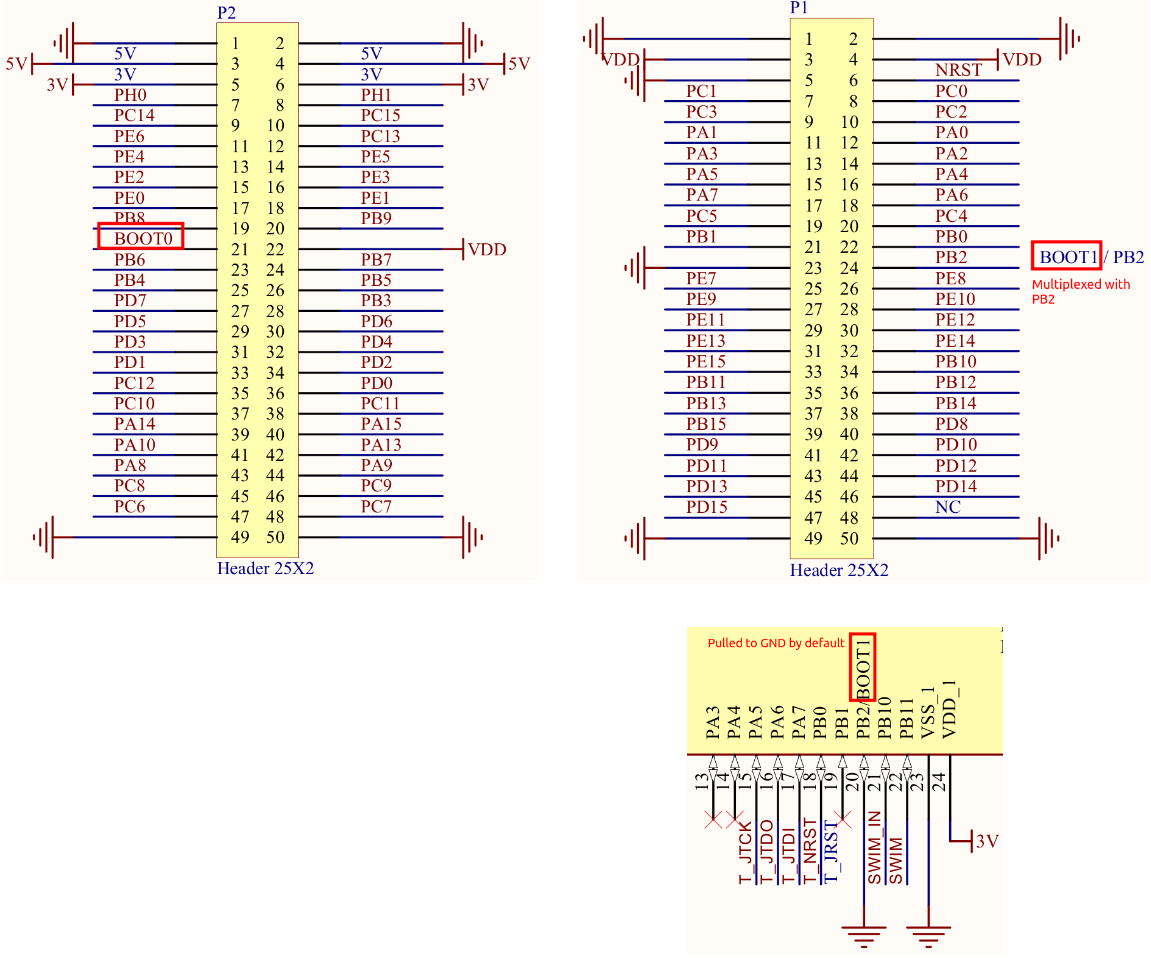 P2
1 2
5V 5V
5V 3 4 5V
3V 3V
3V 5 6 3V
PH0 7 8 PH1
PC14 9 10 PC15
PE6 11 12 PC13
PE4 13 14 PE5
PE2 15 16 PE3
PE0 17 18 PE1
PB8 19 20 PB9
BOOT0 21 22 VDD
PB6 23 24 PB7
PB4 25 26 PB5
PD7 27 28 PB3
PD5 29 30 PD6
PD3 31 32 PD4
PD1 33 34 PD2
PC12 35 36 PD0
PC10 37 38 PC11
PA14 39 40 PA15
PA10 41 42 PA13
PA8 43 44 PA9
PC8 45 46 PC9
PC6 47 48 PC7
49 50
Header 25X2
P1
1 2
VDD 3 4 VDD
5 6 NRST
PC1 7 8 PC0
PC3 9 10 PC2
PA1 11 12 PA0
PA3 13 14 PA2
PA5 15 16 PA4
PA7 17 18 PA6
PC5 19 20 PC4
PB1 21 22 PB0
23 24 PB2 BOOT1 / PB2
Multiplexed with
PB2
PE7 25 26 PE8
PE9 27 28 PE10
PE11 29 30 PE12
PE13 31 32 PE14
PE15 33 34 PB10
PB11 35 36 PB12
PB13 37 38 PB14
PB15 39 40 PD8
PD9 41 42 PD10
PD11 43 44 PD12
PD13 45 46 PD14
PD15 47 48 NC
49 50
Header 25X2
Pulled to GND by default
PA3
PA4
PA5
PA6
PA7
PB0
PB1
PB2/BOOT1
PB10
PB11
VSS_1
VDD_1
13
14
15
16
17
18
19
20
21
22
23
24
T_JTCK
T_JTDO
T_JTDI
T_NRST
T_JRST
SWIM_IN
SWIM
3V